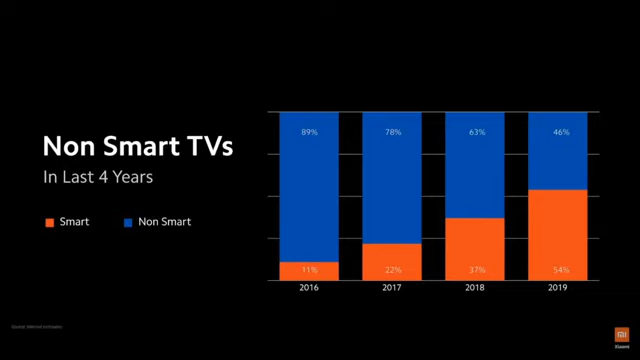 Non Smart TVs
In Last 4 Years
Smart Non Smart
89% 78% 63% 46%
11% 22% 37% 54%
2016 2017 2018 2019
mi
Xiaomi